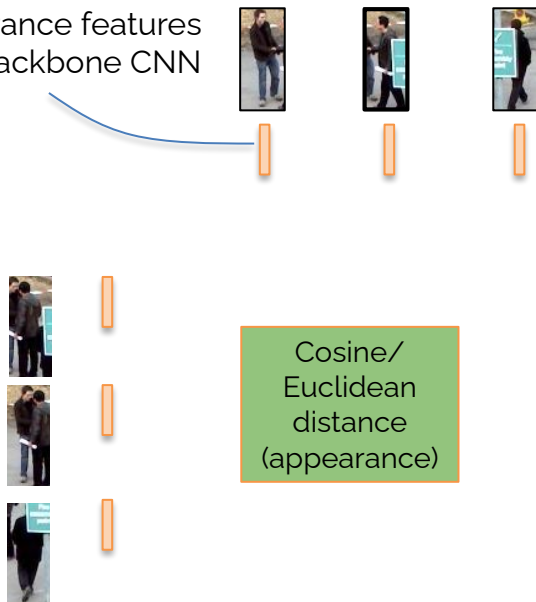 ance features
ackbone CNN
Cosine/
Euclidean
distance
(appearance)